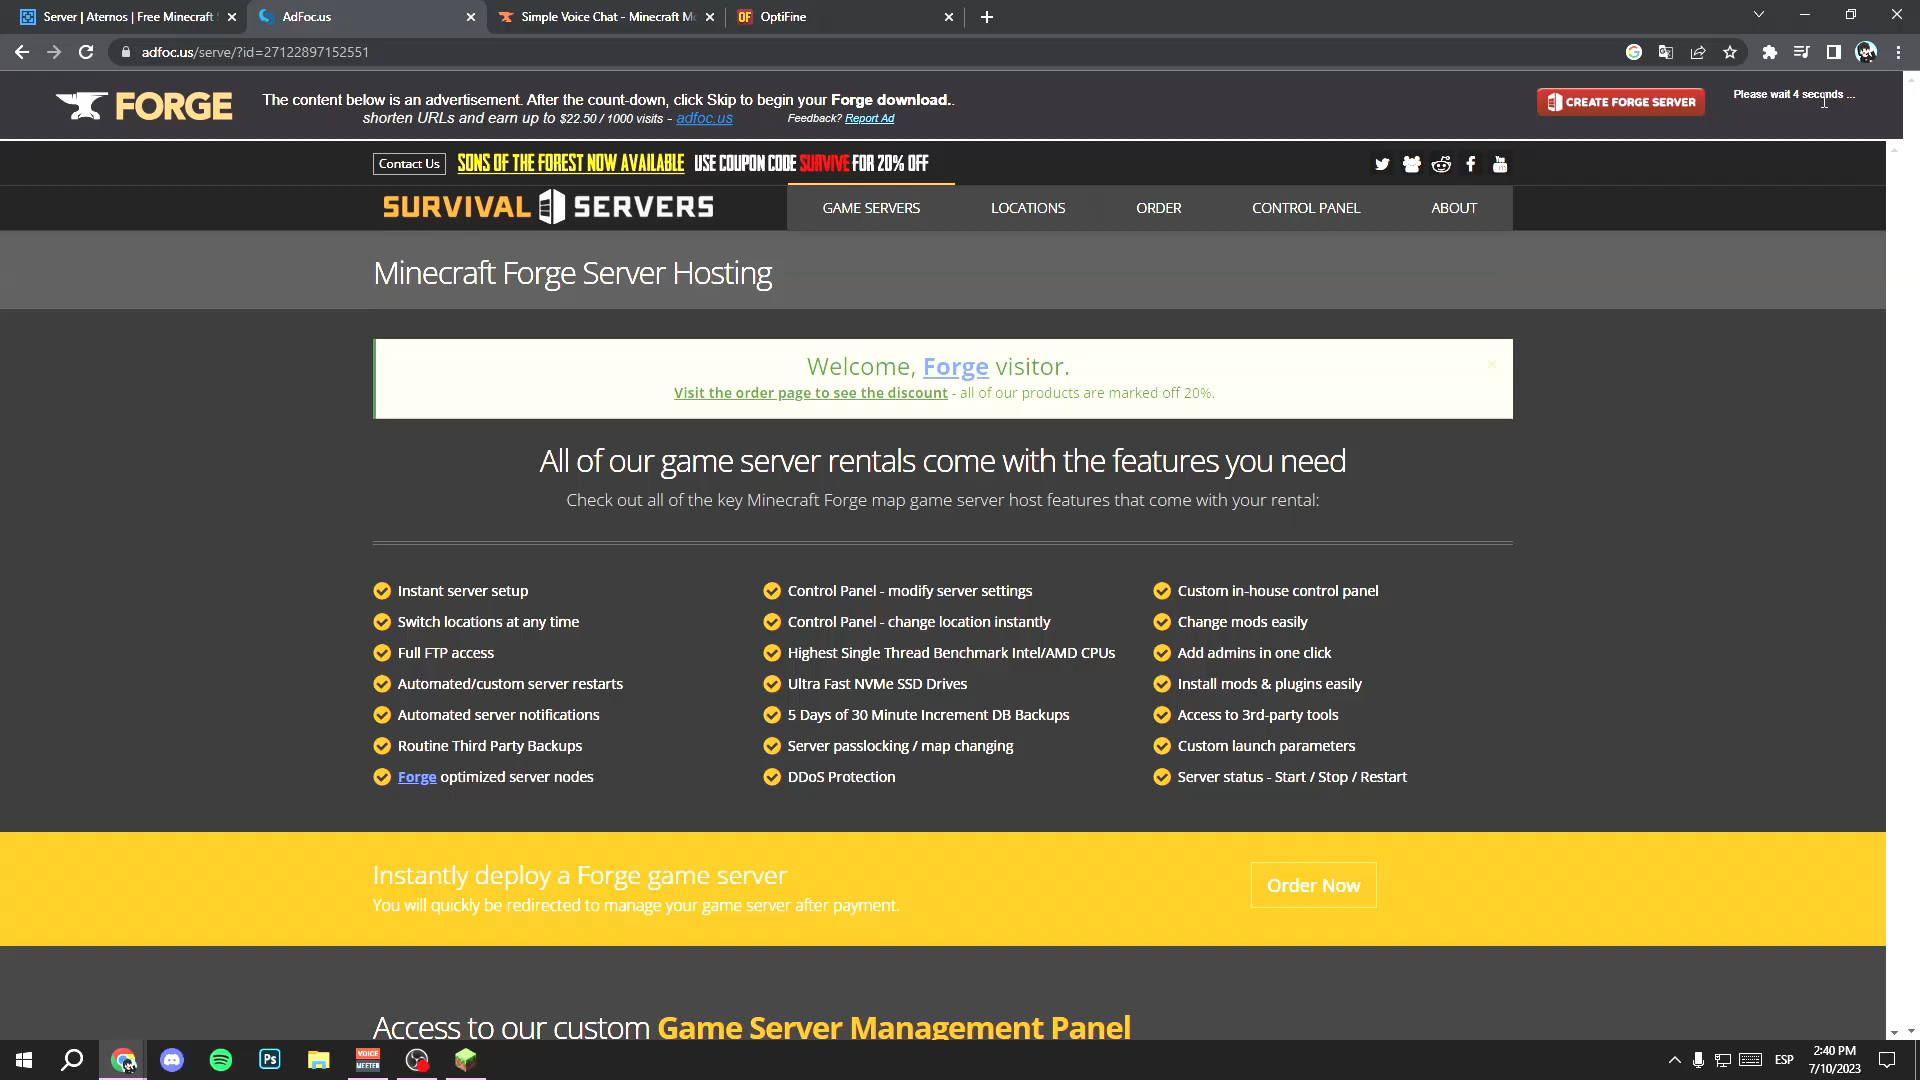 Server | Aternos | Free Minecraft
AdFoc.us
Simple Voice Chat - Minecraft Mo
OptiFine
adfoc.us/serve/?id=27122897152551
FORGE
The content below is an advertisement. After the count-down, click Skip to begin your Forge download..
shorten URLs and earn up to $22.50 / 1000 visits - adfoc.us
Feedback? Report Ad
CREATE FORGE SERVER
Please wait 4 seconds ...
Contact Us
SONS OF THE FOREST NOW AVAILABLE USE COUPON CODE SURVIVE FOR 20% OFF
SURVIVAL SERVERS
GAME SERVERS
LOCATIONS
ORDER
CONTROL PANEL
ABOUT
Minecraft Forge Server Hosting
Welcome, Forge visitor.
Visit the order page to see the discount - all of our products are marked off 20%.
All of our game server rentals come with the features you need
Check out all of the key Minecraft Forge map game server host features that come with your rental:
Instant server setup
Switch locations at any time
Full FTP access
Automated/custom server restarts
Automated server notifications
Routine Third Party Backups
Forge optimized server nodes
Control Panel - modify server settings
Control Panel - change location instantly
Highest Single Thread Benchmark Intel/AMD CPUs
Ultra Fast NVMe SSD Drives
5 Days of 30 Minute Increment DB Backups
Server passlocking / map changing
DDoS Protection
Custom in-house control panel
Change mods easily
Add admins in one click
Install mods & plugins easily
Access to 3rd-party tools
Custom launch parameters
Server status - Start / Stop / Restart
Instantly deploy a Forge game server
You will quickly be redirected to manage your game server after payment.
Order Now
Access to our custom Game Server Management Panel
Ps
VOICE
MEETER
ESP
2:40 PM
7/10/2023